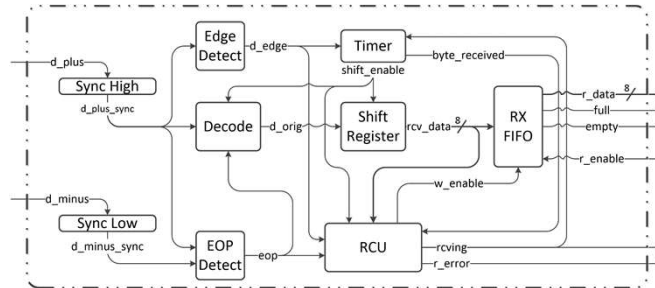 d_plus
Sync High
d_plus_sync
d_minus
Sync Low
d_minus_sync
Edge
Detect
d_edge
Timer
byte_received
shift_enable
Decode
d_orig
Shift
Register
rcv_data
8
RX
FIFO
r_data
8
full
empty
r_enable
w_enable
EOP
Detect
eop
RCU
rcving
r_error